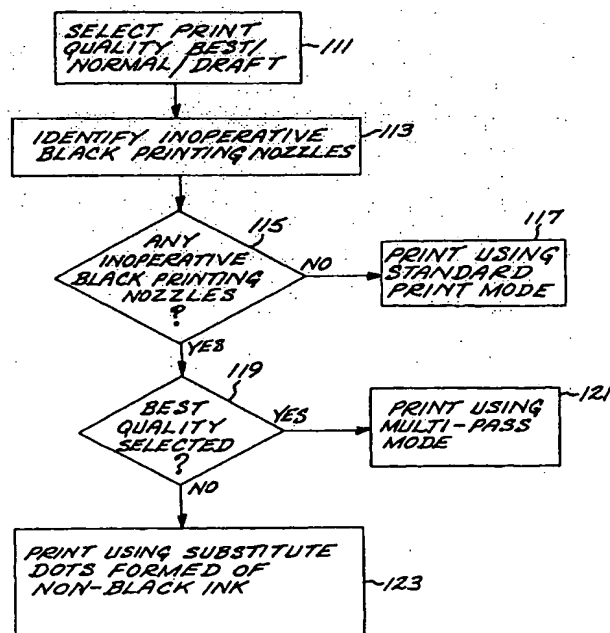 SELECT PRINT
QUALITY BEST/
NORMAL/DRAFT
111
IDENTIFY INOPERATIVE
BLACK PRINTING NOZZLES
113
ANY
INOPERATIVE
BLACK PRINTING
NOZZLES
?
115
NO
PRINT USING
STANDARD
PRINT MODE
117
YES
BEST
QUALITY
SELECTED
?
119
YES
PRINT USING
MULTI-PASS
MODE
121
NO
PRINT USING SUBSTITUTE
DOTS FORMED OF
NON-BLACK INK
123